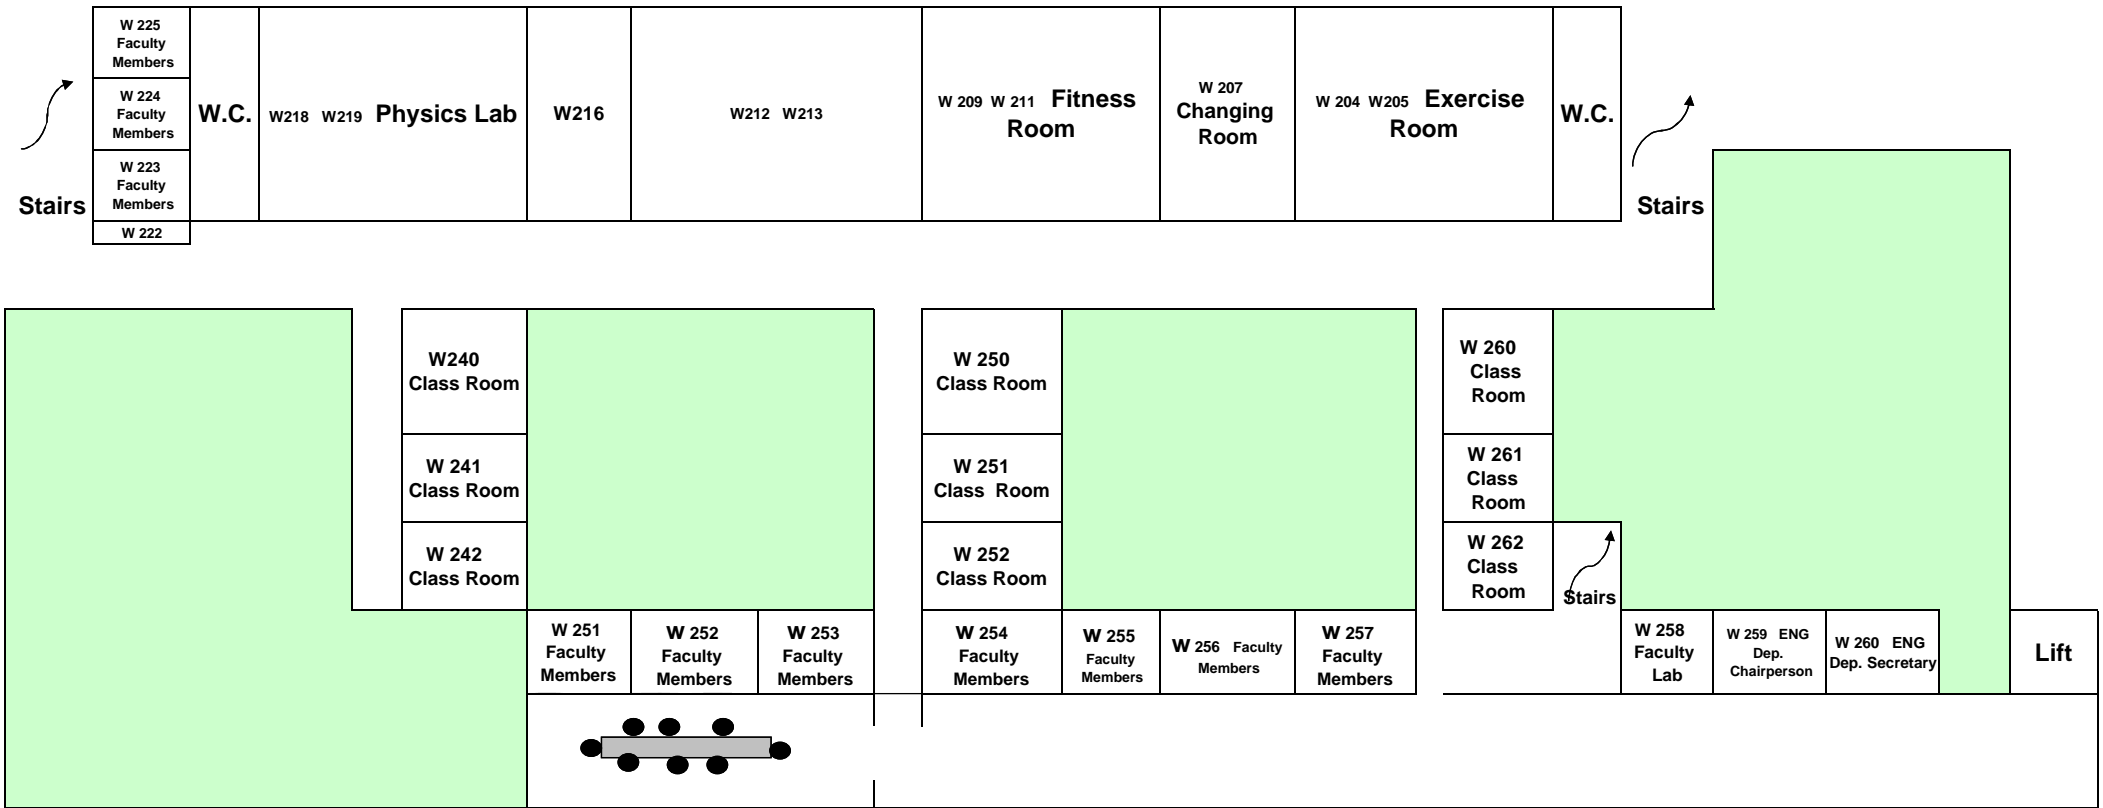 W 225
Faculty
Members
W 224
Faculty
Members
W 223
Faculty
Members
W 222
Stairs
W.C.
W218 W219 Physics Lab
W216
W212 W213
W 209 W 211 Fitness
Room
W 207
Changing
Room
W 204 W205 Exercise
Room
W.C.
Stairs
W240
Class Room
W 241
Class Room
W 242
Class Room
W 250
Class Room
W 251
Class Room
W 252
Class Room
W 260
Class
Room
W 261
Class
Room
W 262
Class
Room
Stairs
W 251
Faculty
Members
W 252
Faculty
Members
W 253
Faculty
Members
W 254
Faculty
Members
W 255
Faculty
Members
W 256 Faculty
Members
W 257
Faculty
Members
W 258
Faculty
Lab
W 259 ENG
Dep.
Chairperson
W 260 ENG
Dep. Secretary
Lift